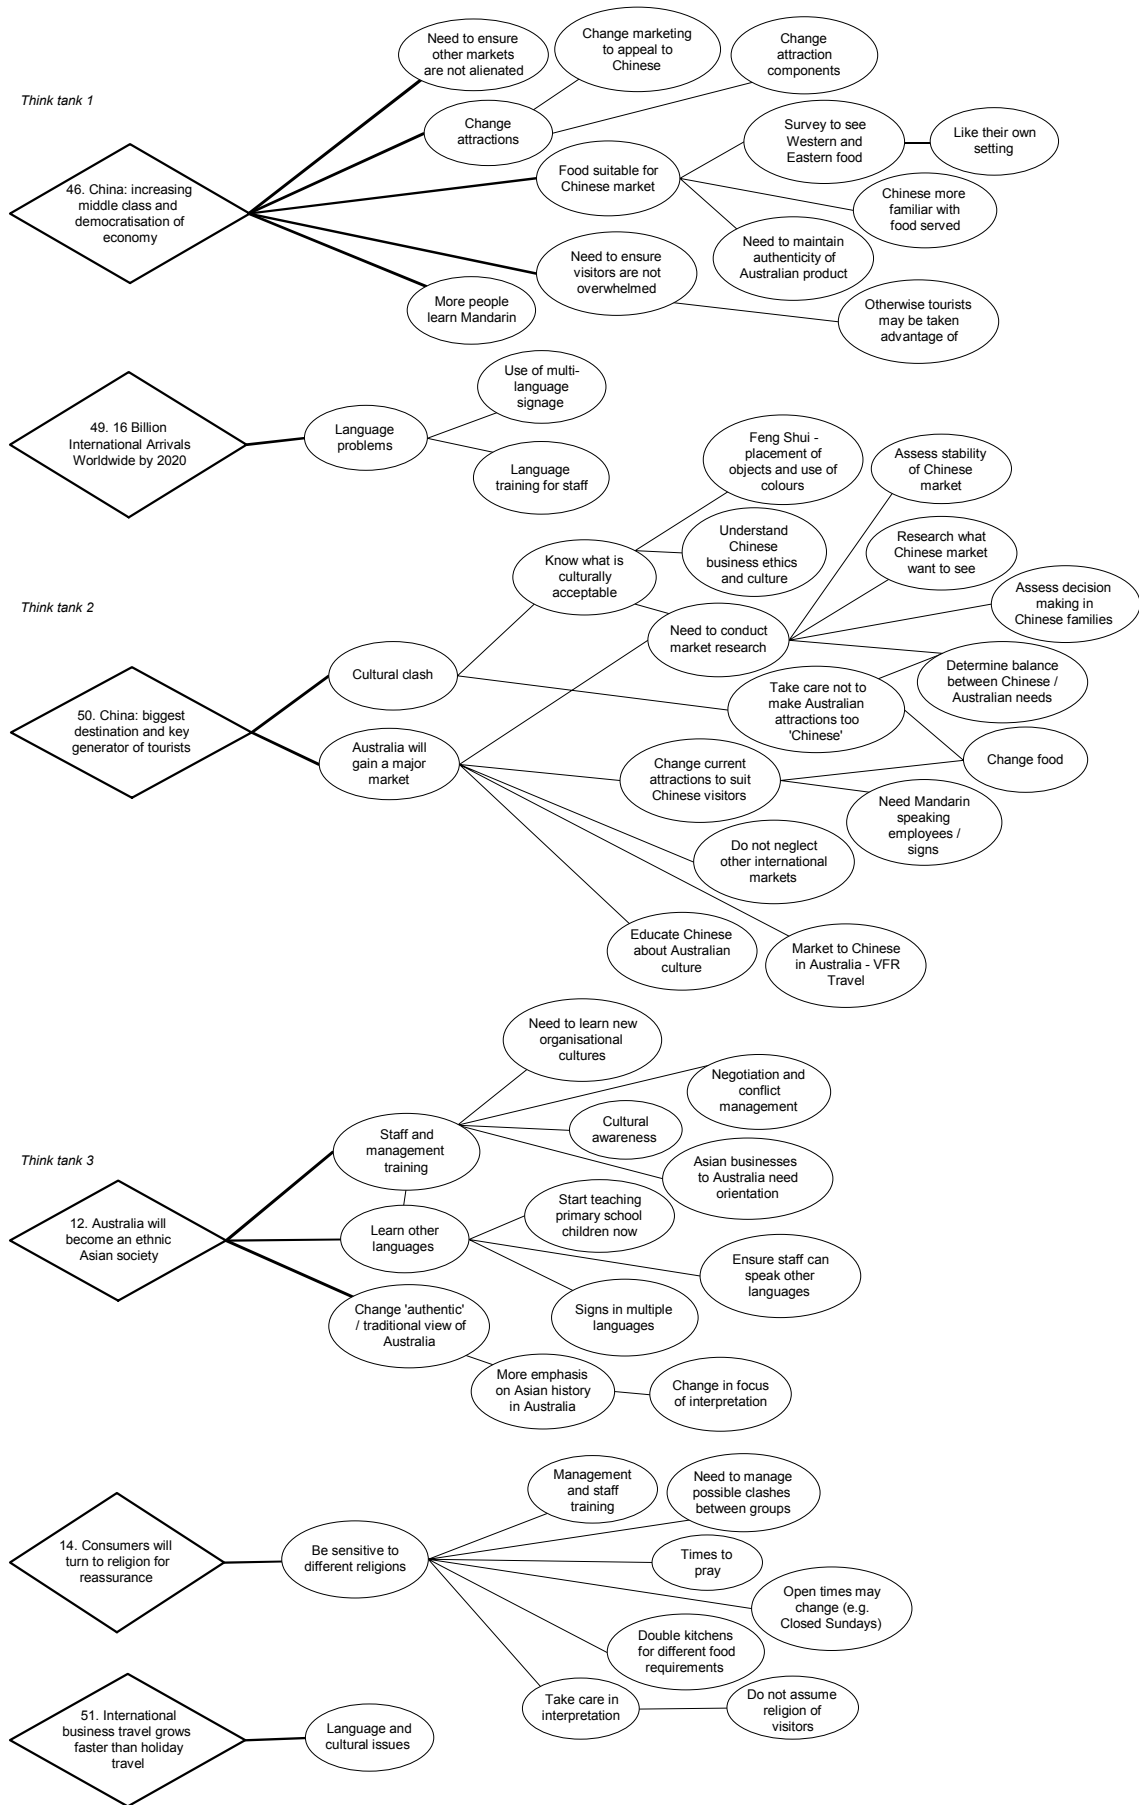 Need to ensure
other markets
are not alienated
Change marketing
to appeal to
Chinese
Change
attraction
components
Think tank 1
Change
attractions
Survey to see
Western and
Eastern food
Like their own
setting
46. China: increasing
middle class and
democratisation of
economy
Food suitable for
Chinese market
Chinese more
familiar with
food served
Need to maintain
authenticity of
Australian product
Need to ensure
visitors are not
overwhelmed
More people
learn Mandarin
Otherwise tourists
may be taken
advantage of
49. 16 Billion
International Arrivals
Worldwide by 2020
Language
problems
Use of multi-
language
signage
Language
training for staff
Feng Shui -
placement of
objects and use of
colours
Assess stability
of Chinese
market
Understand
Chinese
business ethics
and culture
Research what
Chinese market
want to see
Know what is
culturally
acceptable
Think tank 2
Assess decision
making in
Chinese families
Need to conduct
market research
Cultural clash
Determine balance
between Chinese /
Australian needs
Take care not to
make Australian
attractions too
'Chinese'
50. China: biggest
destination and key
generator of tourists
Australia will
gain a major
market
Change current
attractions to suit
Chinese visitors
Change food
Need Mandarin
speaking
employees /
signs
Do not neglect
other international
markets
Educate Chinese
about Australian
culture
Market to Chinese
in Australia - VFR
Travel
Need to learn new
organisational
cultures
Negotiation and
conflict
management
Cultural
awareness
Staff and
management
training
Think tank 3
Asian businesses
to Australia need
orientation
12. Australia will
become an ethnic
Asian society
Learn other
languages
Start teaching
primary school
children now
Ensure staff can
speak other
languages
Signs in multiple
languages
Change 'authentic'
/ traditional view of
Australia
More emphasis
on Asian history
in Australia
Change in focus
of interpretation
Management
and staff
training
Need to manage
possible clashes
between groups
14. Consumers will
turn to religion for
reassurance
Be sensitive to
different religions
Times to
pray
Open times may
change (e.g.
Closed Sundays)
Double kitchens
for different food
requirements
Take care in
interpretation
Do not assume
religion of
visitors
51. International
business travel grows
faster than holiday
travel
Language and
cultural issues